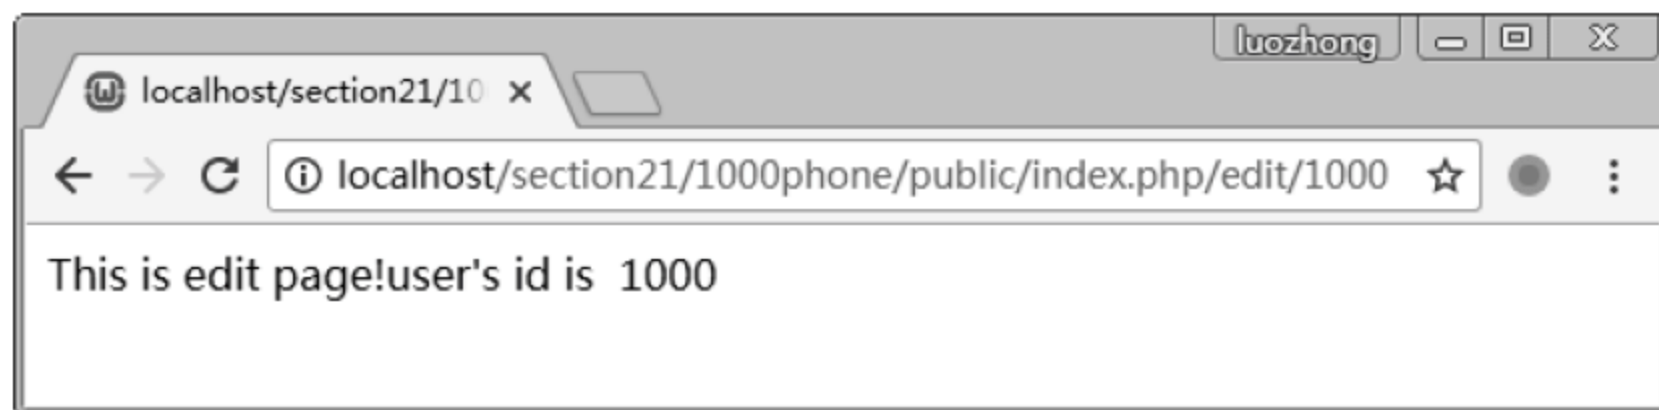 luozhong
localhost/section21/10
localhost/section21/1000phone/public/index.php/edit/1000
This is edit page!user's id is  1000